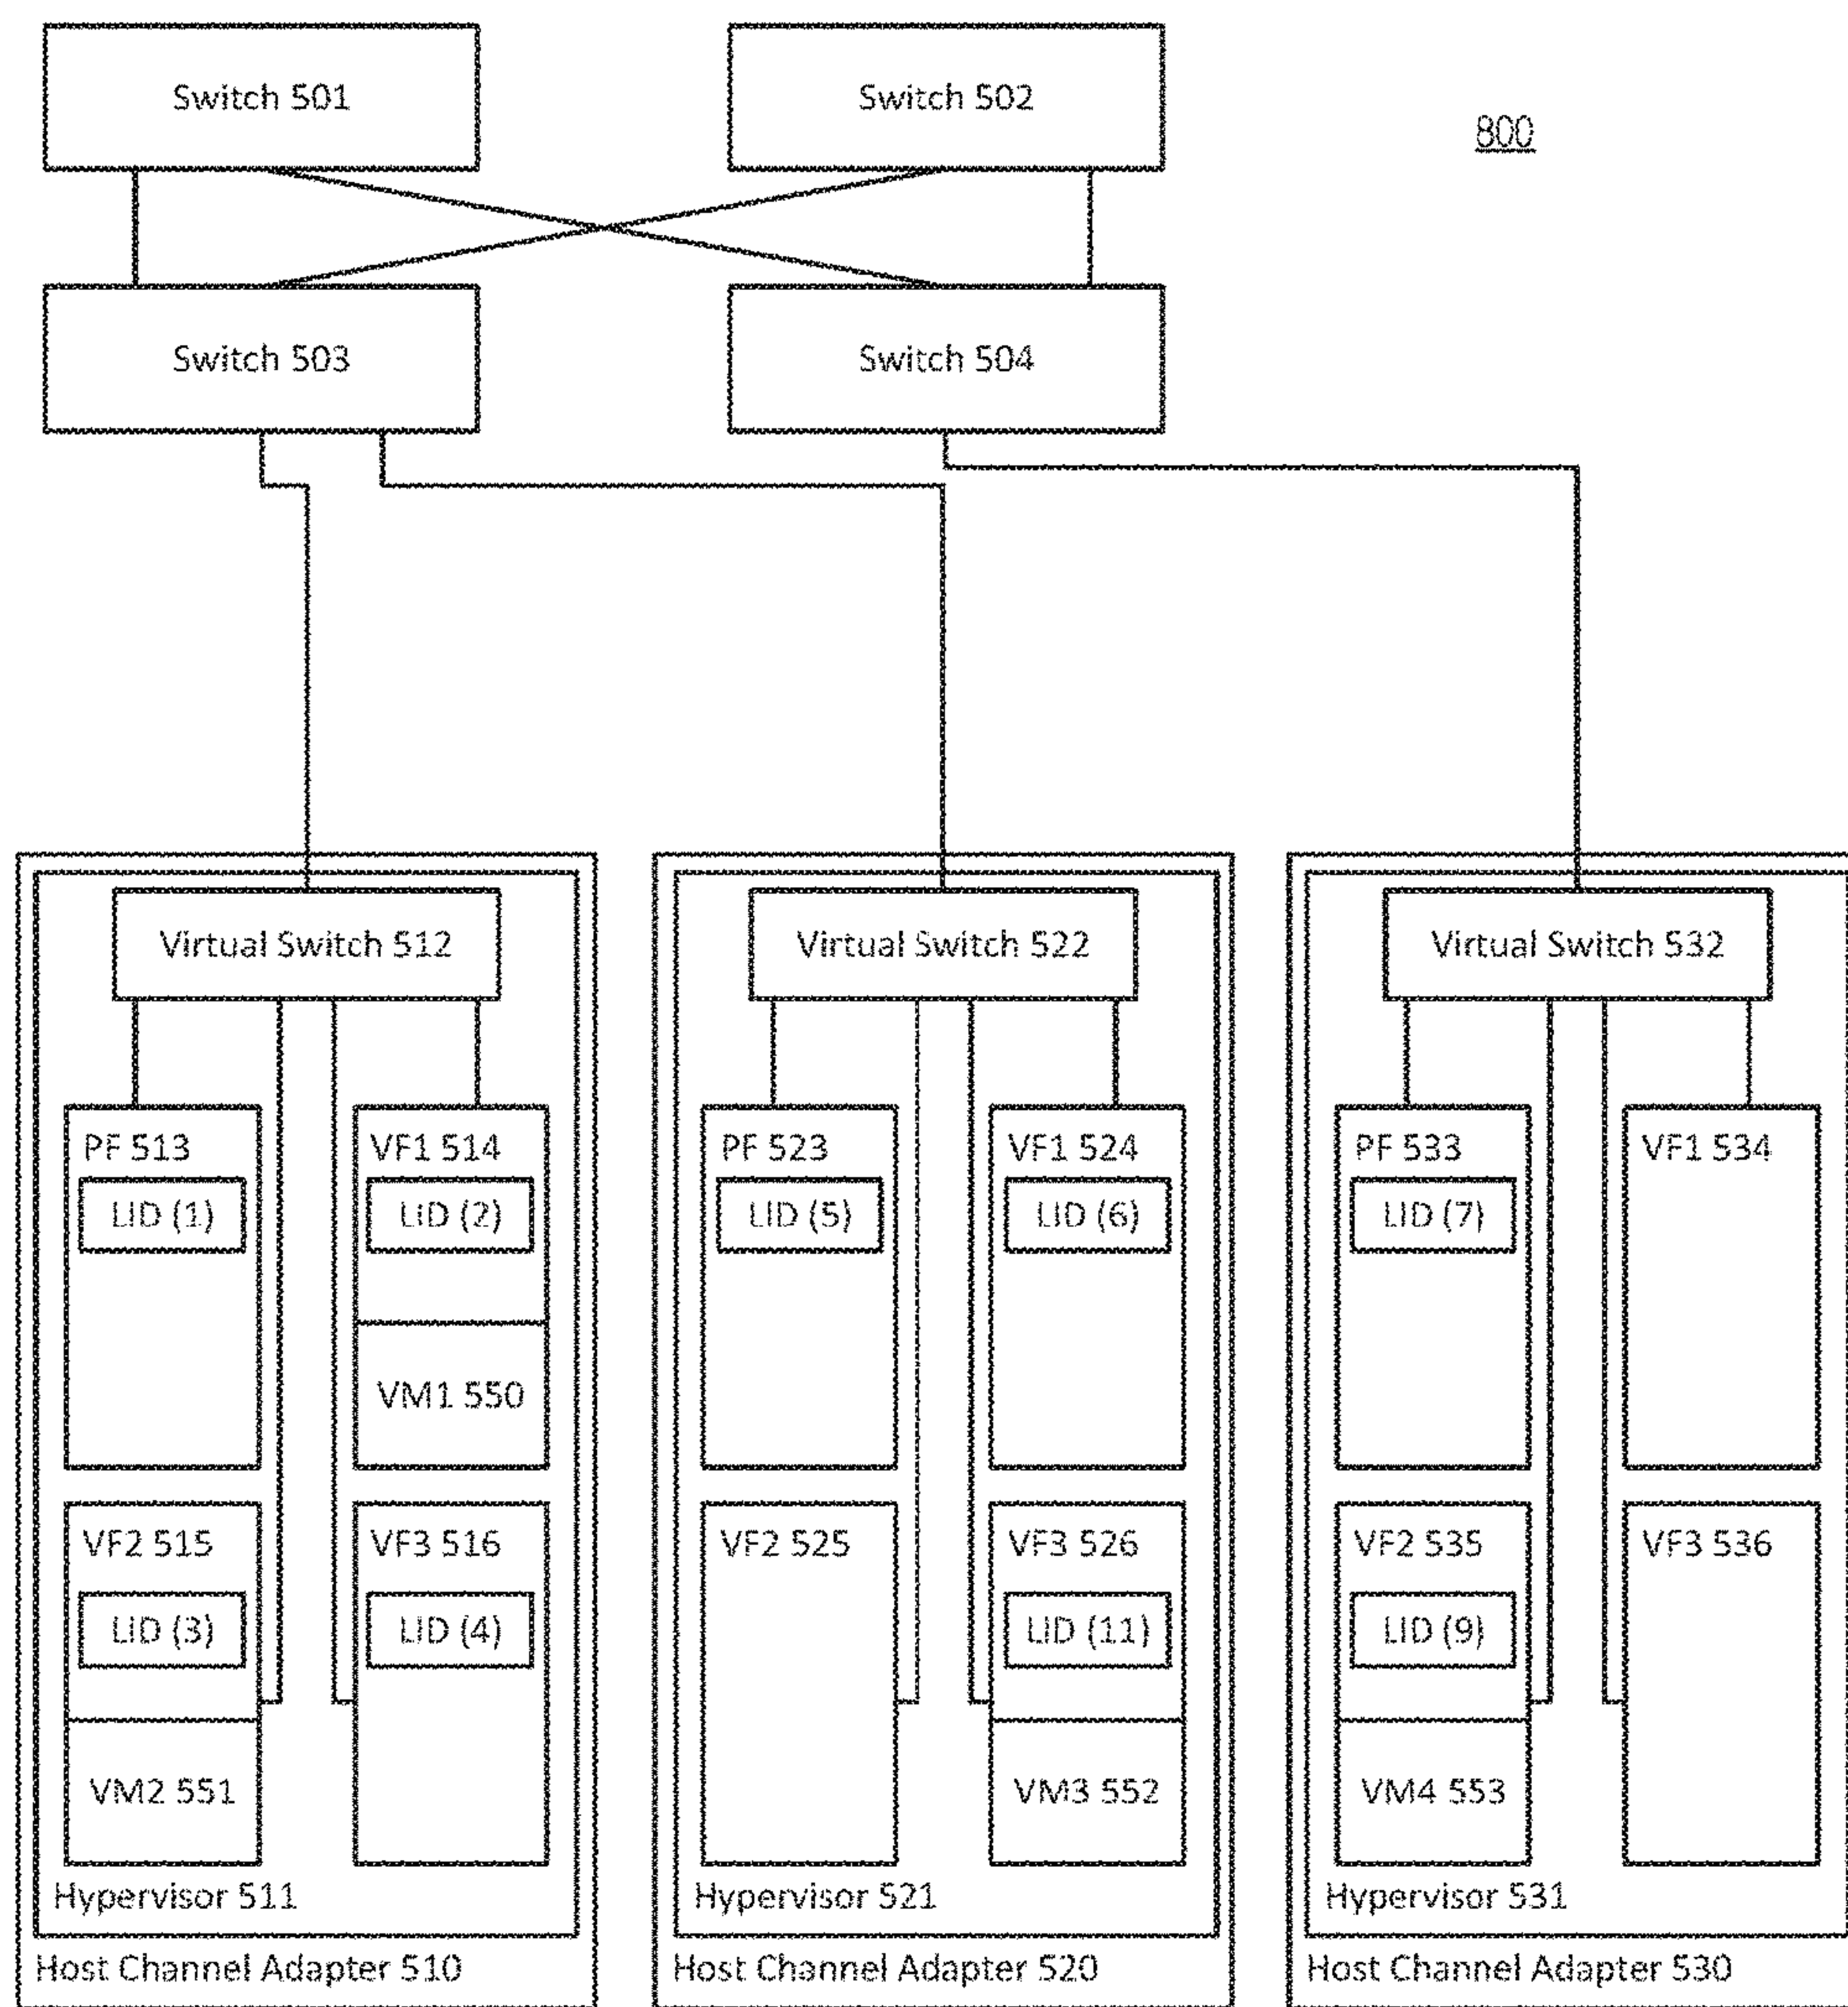 Switch 501
Switch 502
800
Switch 503
Switch 504
Virtual Switch 512
Virtual Switch 522
Virtual Switch 532
PF 513
LID (1)
VF1 514
LID (2)
VM1 550
PF 523
LID (5)
VF1 524
LID (6)
PF 533
LID (7)
VF1 534
VF2 515
LID (3)
VM2 551
VF3 516
LID (4)
VF2 525
VF3 526
LID (11)
VM3 552
VF2 535
LID (9)
VM4 553
VF3 536
Hypervisor 511
Hypervisor 521
Hypervisor 531
Host Channel Adapter 510
Host Channel Adapter 520
Host Channel Adapter 530